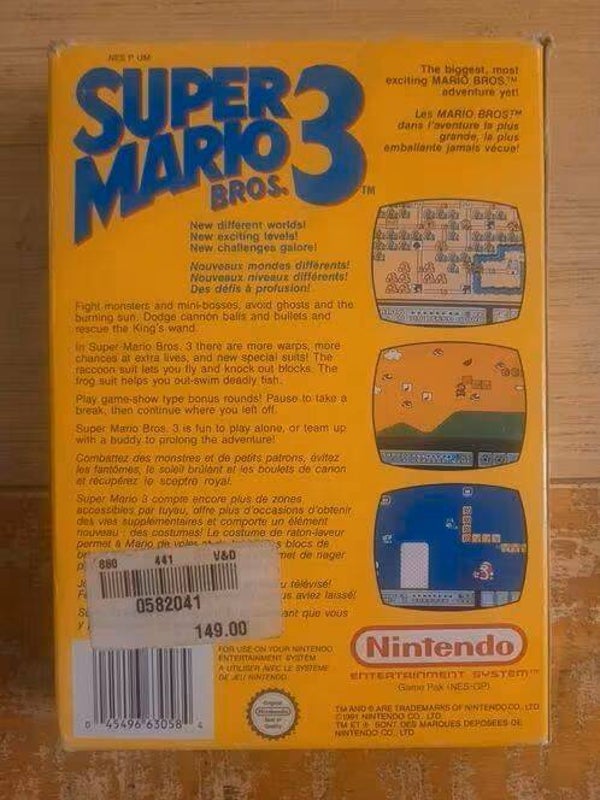 NES P UM
SUPER
MARIO
BROS. 3 TM
The biggest, most
exciting MARIO BROS.™
adventure yet!
Les MARIO BROS™
dans l'aventure la plus
grande, la plus
emballante jamais vécue!
New different worlds!
New exciting levels!
New challenges galore!
Nouveaux mondes différents!
Nouveaux niveaux différents!
Des défis à profusion!
Fight monsters and mini-bosses, avoid ghosts and the
burning sun. Dodge cannon balls and bullets and
rescue the King's wand.
In Super Mario Bros. 3 there are more warps, more
chances at extra lives, and new special suits! The
raccoon suit lets you fly and knock out blocks. The
frog suit helps you out-swim deadly fish.
Play game-show type bonus rounds! Pause to take a
break, then continue where you left off.
Super Mario Bros. 3 is fun to play alone, or team up
with a buddy to prolong the adventure!
Combattez des monstres et de petits patrons, évitez
les fantômes, le soleil brûlant et les boulets de canon
et récupérez le sceptre royal.
Super Mario 3 compte encore plus de zones
accessibles par tuyau, offre plus d'occasions d'obtenir
des vies supplémentaires et comporte un élément
nouveau : des costumes! Le costume de raton-laveur
permet à Mario de voler blocs de
met de nager
télévisé!
us aviez laissé!
ant que vous
880 441 V&D
0582041
149.00
0 45496 63058 4
FOR USE ON YOUR NINTENDO
ENTERTAINMENT SYSTEM
A UTILISER AVEC LE SYSTEME
DE JEU NINTENDO
Original
Nintendo
Seal of
Quality
Nintendo
ENTERTAINMENT SYSTEM™
Game Pak (NES-GP)
TM AND ® ARE TRADEMARKS OF NINTENDO CO., LTD
©1991 NINTENDO CO., LTD.
TM ET ® SONT DES MARQUES DEPOSEES DE
NINTENDO CO., LTD